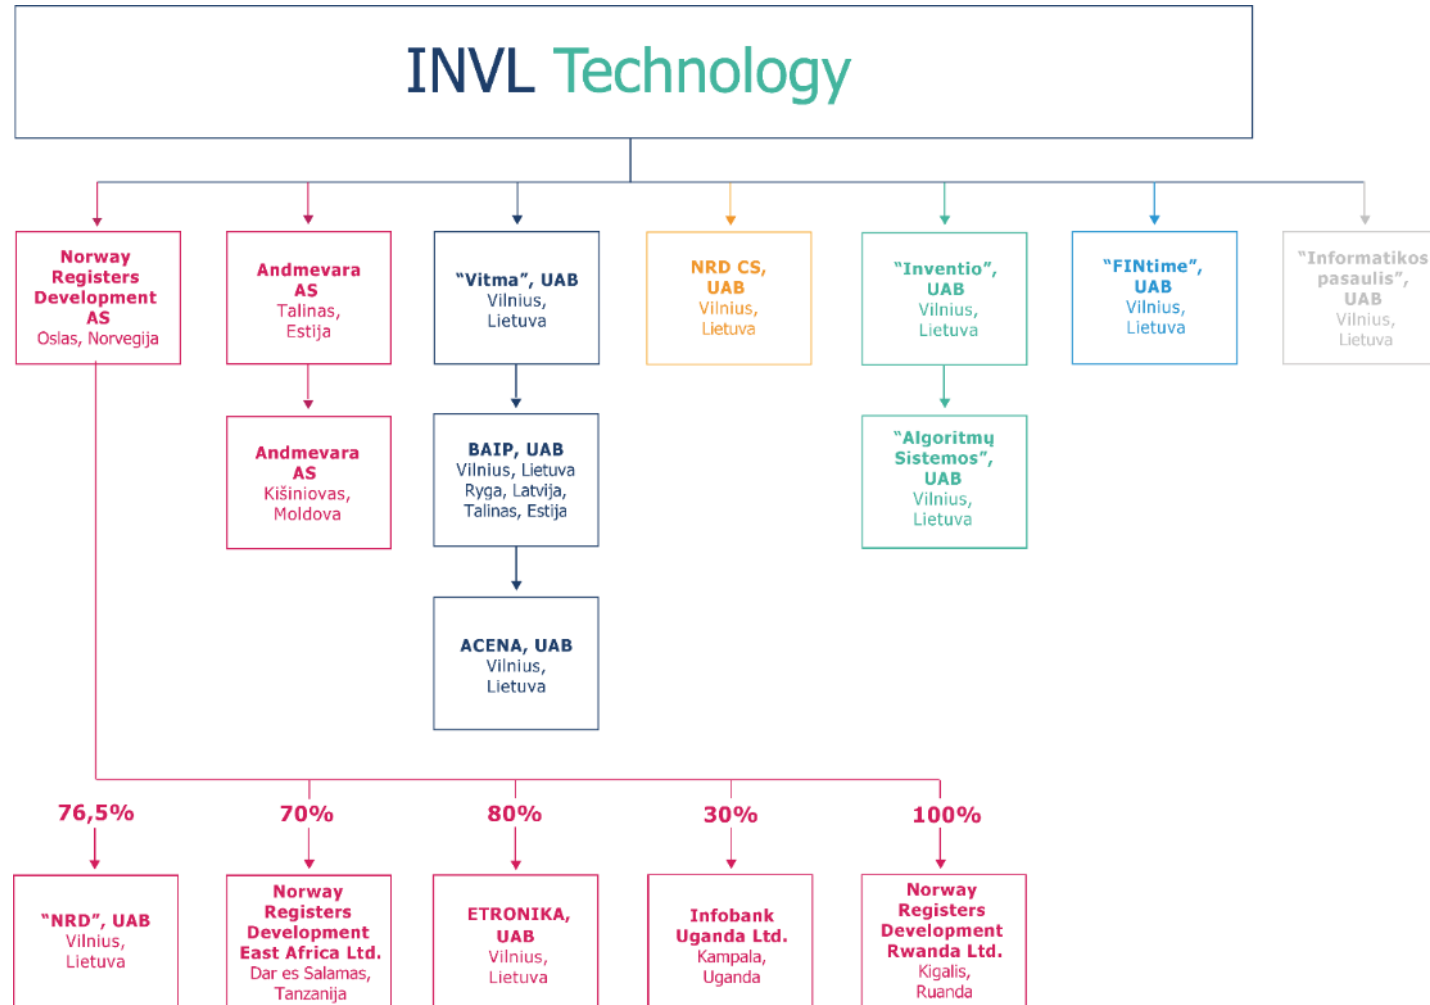 INVL Technology
Norway
Registers
Development
AS
Oslas, Norvegija
Andmevara
AS
Talinas,
Estija
“Vitma”, UAB
Vilnius,
Lietuva
NRD CS,
UAB
Vilnius,
Lietuva
“Inventio”,
UAB
Vilnius,
Lietuva
“FINtime”,
UAB
Vilnius,
Lietuva
“Informatikos
pasaulis”,
UAB
Vilnius,
Lietuva
Andmevara
AS
Kišiniovas,
Moldova
BAIP, UAB
Vilnius, Lietuva
Ryga, Latvija,
Talinas, Estija
“Algoritmų
Sistemos”,
UAB
Vilnius,
Lietuva
ACENA, UAB
Vilnius,
Lietuva
76,5%
70%
80%
30%
100%
“NRD”, UAB
Vilnius,
Lietuva
Norway
Registers
Development
East Africa Ltd.
Dar es Salamas,
Tanzanija
ETRONIKA,
UAB
Vilnius,
Lietuva
Infobank
Uganda Ltd.
Kampala,
Uganda
Norway
Registers
Development
Rwanda Ltd.
Kigalis,
Ruanda